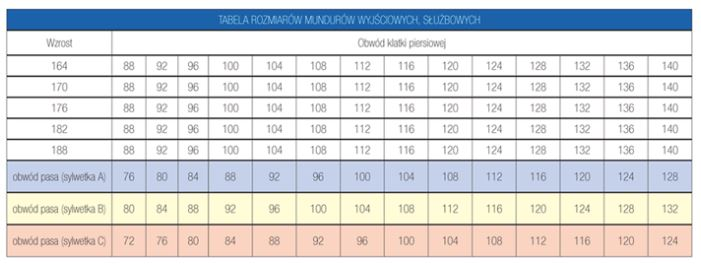 TABELA ROZMIARÓW MUNDURÓW WYJŚCIOWYCH, SŁUŻBOWYCH
Wzrost Obwód klatki piersiowej
164 88 92 96 100 104 108 112 116 120 124 128 132 136 140
170 88 92 96 100 104 108 112 116 120 124 128 132 136 140
176 88 92 96 100 104 108 112 116 120 124 128 132 136 140
182 88 92 96 100 104 108 112 116 120 124 128 132 136 140
188 88 92 96 100 104 108 112 116 120 124 128 132 136 140
obwód pasa (sylwetka A) 76 80 84 88 92 96 100 104 108 112 116 120 124 128
obwód pasa (sylwetka B) 80 84 88 92 96 100 104 108 112 116 120 124 128 132
obwód pasa (sylwetka C) 72 76 80 84 88 92 96 100 104 108 112 116 120 124